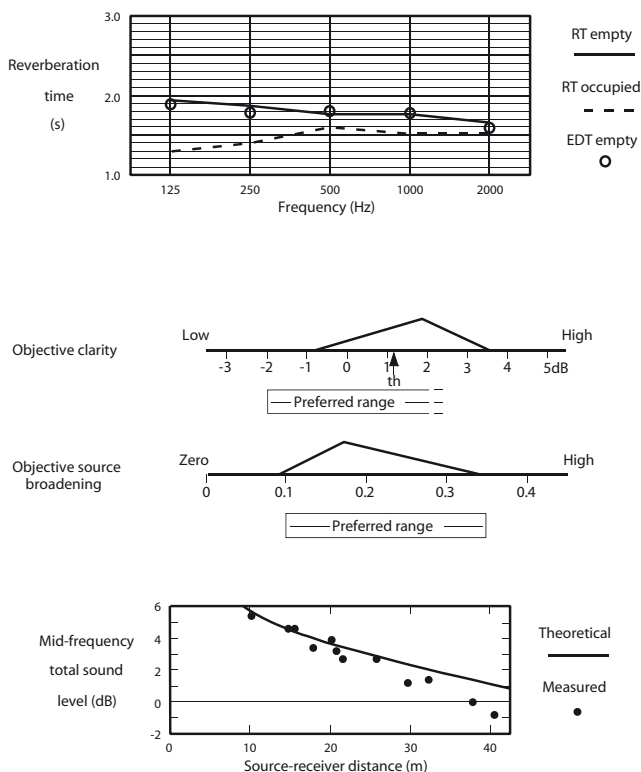 3.0
RT empty
Reverberation
time
(s)
2.0
RT occupied
EDT empty
1.0
125 250 500 1000 2000
Frequency (Hz)
Low High
Objective clarity
-3 -2 -1 0 1 2 3 4 5dB
th
Preferred range
Objective source
broadening
Zero High
0 0.1 0.2 0.3 0.4
Preferred range
6
Mid-frequency
total sound
level (dB)
4
2
0
-2
Theoretical
Measured
0 10 20 30 40
Source-receiver distance (m)